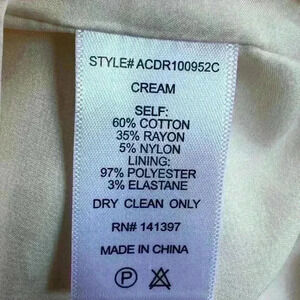 STYLE# ACDR100952C
CREAM
SELF:
60% COTTON
35% RAYON
5% NYLON
LINING:
97% POLYESTER
3% ELASTANE
DRY CLEAN ONLY
RN# 141397
MADE IN CHINA
P